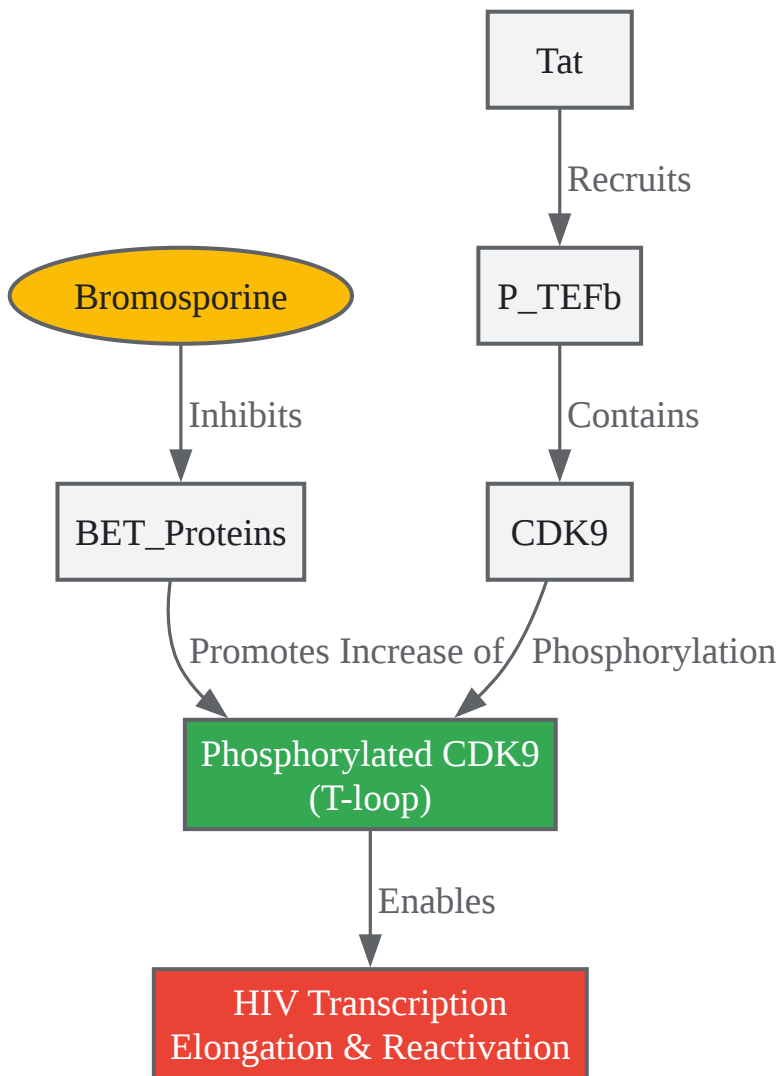 Tat
Recruits
Bromosporine
P_TEFb
Inhibits
Contains
BET_Proteins
CDK9
Promotes Increase of
Phosphorylation
Phosphorylated CDK9
(T-loop)
Enables
HIV Transcription
Elongation & Reactivation